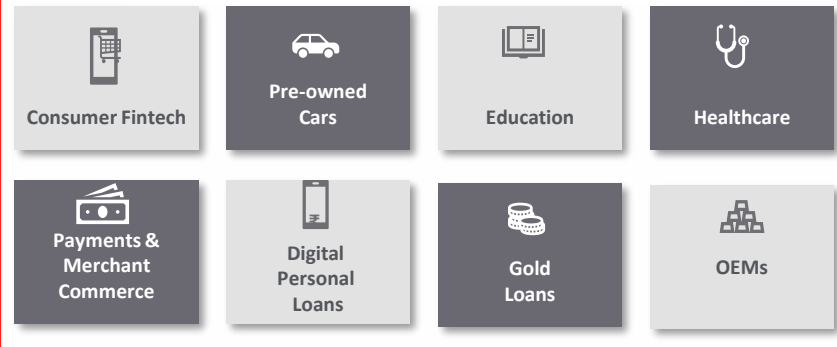 Consumer Fintech
Pre-owned
Cars
Education
Healthcare
Payments &
Merchant
Commerce
₹
Digital
Personal
Loans
Gold
Loans
OEMs